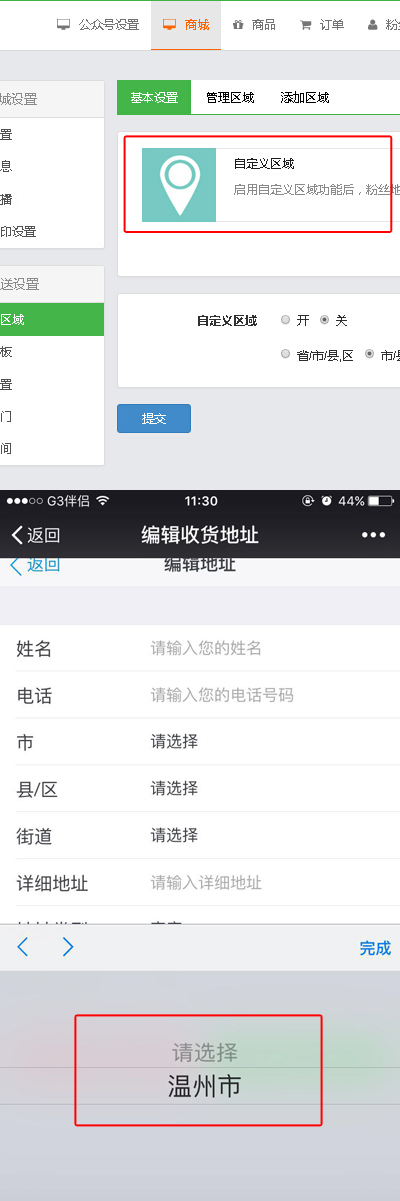 公众号设置 商城 商品 订单 粉丝
城设置
置
息
播
印设置
送设置
区域
板
置
门
间
基本设置 管理区域 添加区域
自定义区域
启用自定义区域功能后，粉丝地
自定义区域 开 关
省/市/县,区 市/县
提交
G3伴侣 11:30 44%
返回 编辑收货地址
返回 编辑地址
姓名 请输入您的姓名
电话 请输入您的电话号码
市 请选择
县/区 请选择
街道 请选择
详细地址 请输入详细地址
完成
请选择
温州市